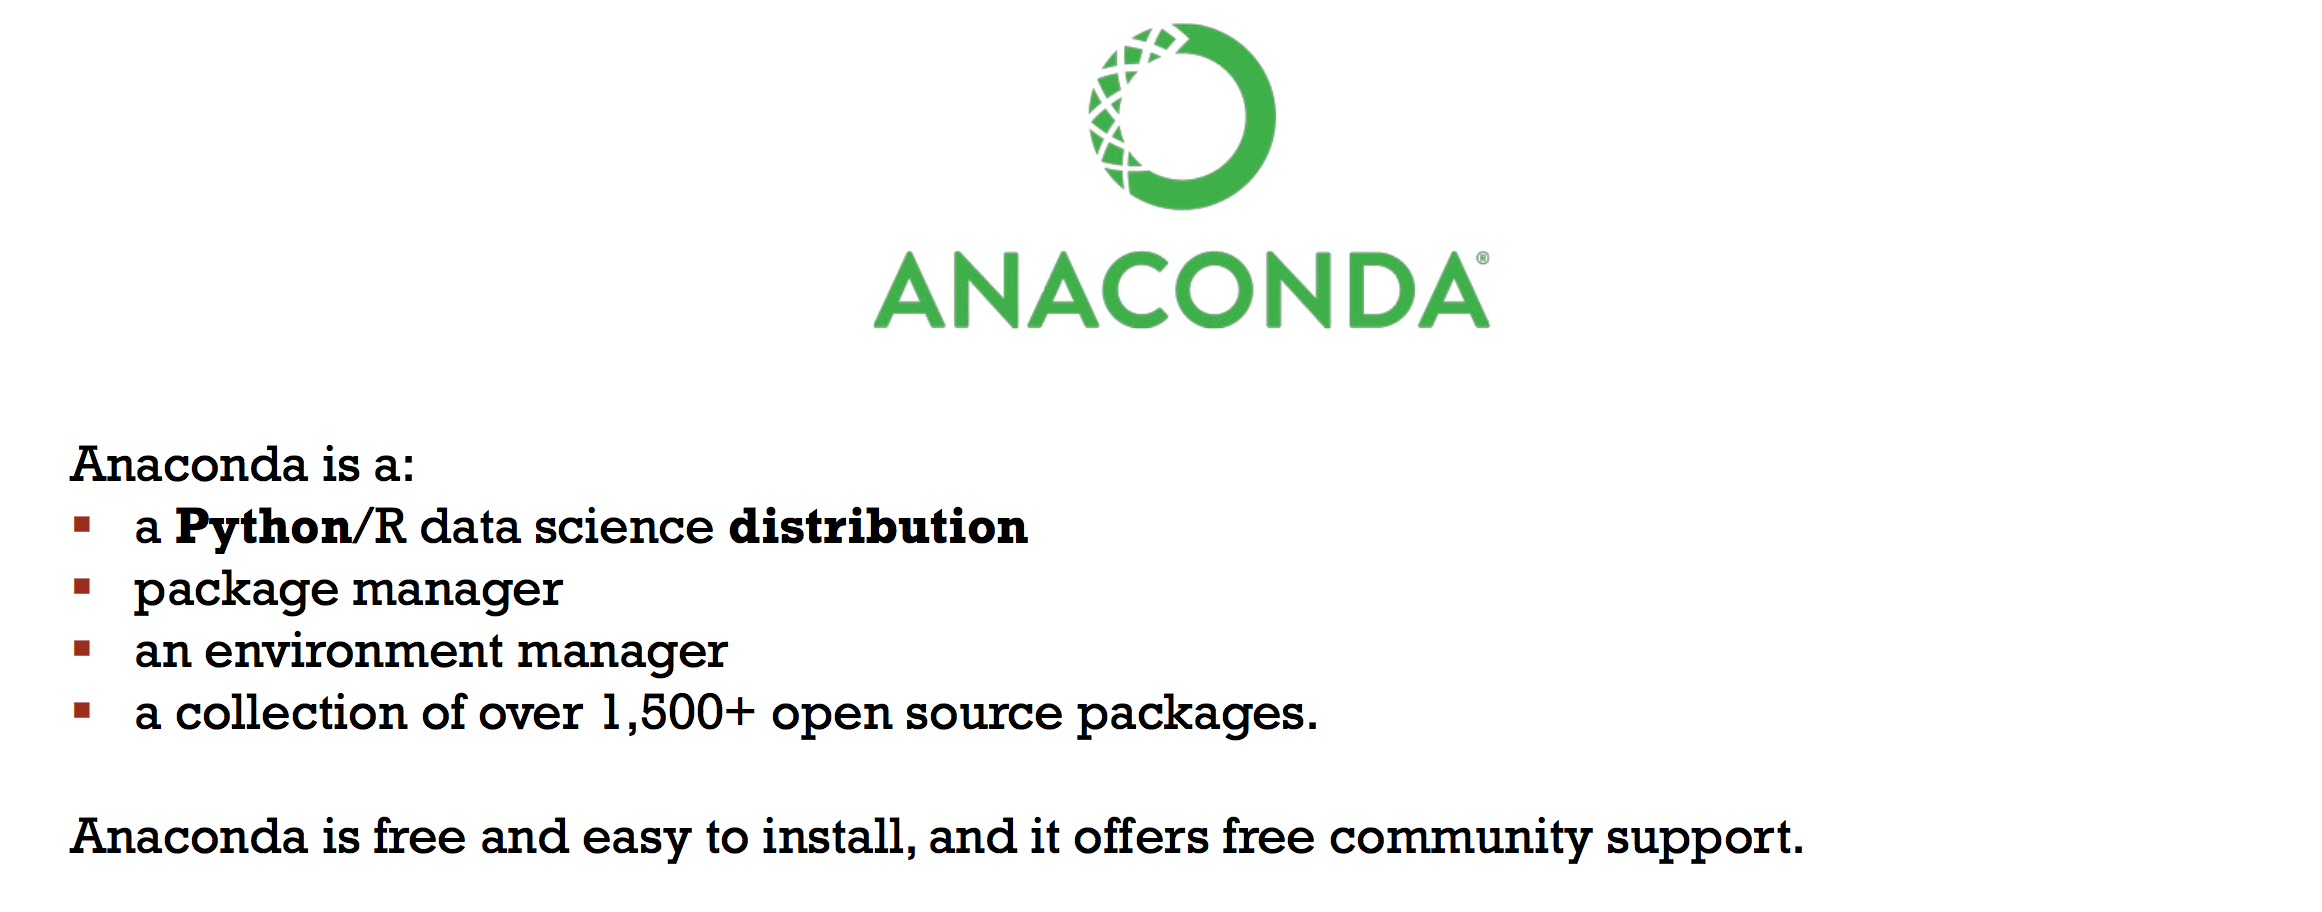 ANACONDA®
Anaconda is a:
▪ a Python/R data science distribution
▪ package manager
▪ an environment manager
▪ a collection of over 1,500+ open source packages.
Anaconda is free and easy to install, and it offers free community support.